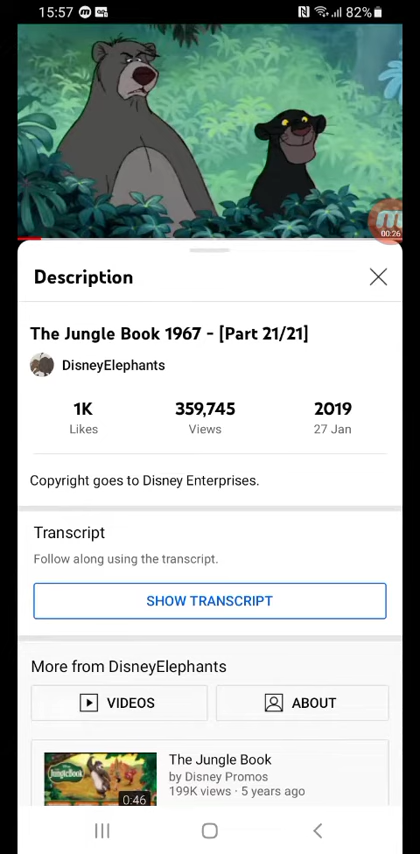 15:57
82%
00:26
Description
The Jungle Book 1967 - [Part 21/21]
DisneyElephants
1K 359,745 2019
Likes Views 27 Jan
Copyright goes to Disney Enterprises.
Transcript
Follow along using the transcript.
SHOW TRANSCRIPT
More from DisneyElephants
VIDEOS ABOUT
The Jungle Book
by Disney Promos
199K views · 5 years ago
Jungle Book
0:46